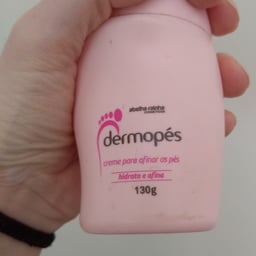 abelha rainha
dermopés
creme para afinar os pés
hidrata e afina
130g